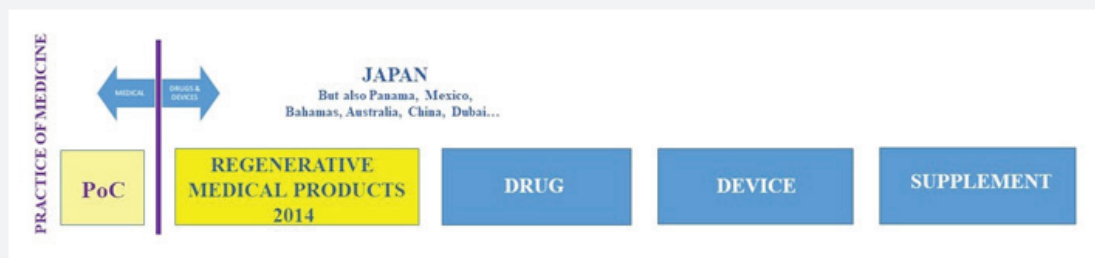 PRACTICE OF MEDICINE
MEDICAL
DRUGS &
DEVICES
JAPAN
But also Panama, Mexico,
Bahamas, Australia, China, Dubai...
PoC
REGENERATIVE
MEDICAL PRODUCTS
2014
DRUG
DEVICE
SUPPLEMENT